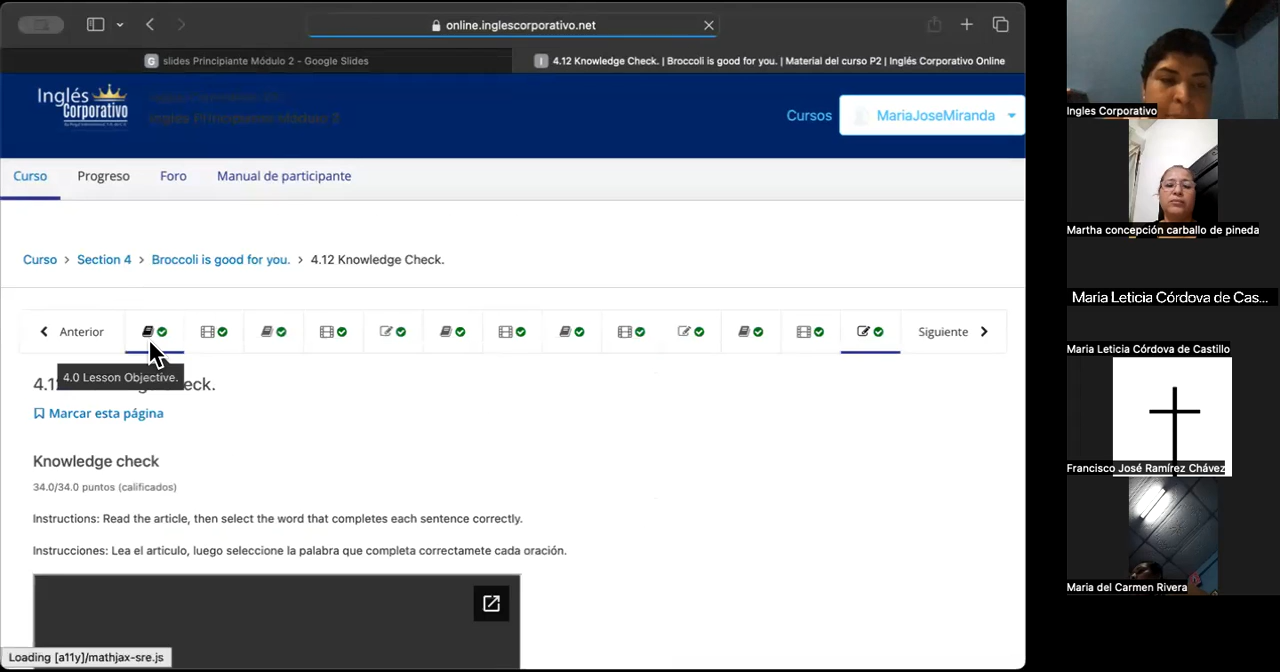 online.inglescorporativo.net
G slides Principiante Módulo 2 - Google Slides
I 4.12 Knowledge Check. | Broccoli is good for you. | Material del curso P2 | Inglés Corporativo Online
Inglés
Corporativo
Cursos
MariaJoseMiranda
Curso
Progreso
Foro
Manual de participante
Curso > Section 4 > Broccoli is good for you. > 4.12 Knowledge Check.
Anterior
Siguiente
4.0 Lesson Objective.
4.12 eck.
Marcar esta página
Knowledge check
34.0/34.0 puntos (calificados)
Instructions: Read the article, then select the word that completes each sentence correctly.
Instrucciones: Lea el articulo, luego seleccione la palabra que completa correctamete cada oración.
Loading [a11y]/mathjax-sre.js
Ingles Corporativo
Martha concepción carballo de pineda
Maria Leticia Córdova de Cas...
Maria Leticia Córdova de Castillo
Francisco José Ramírez Chávez
Maria del Carmen Rivera